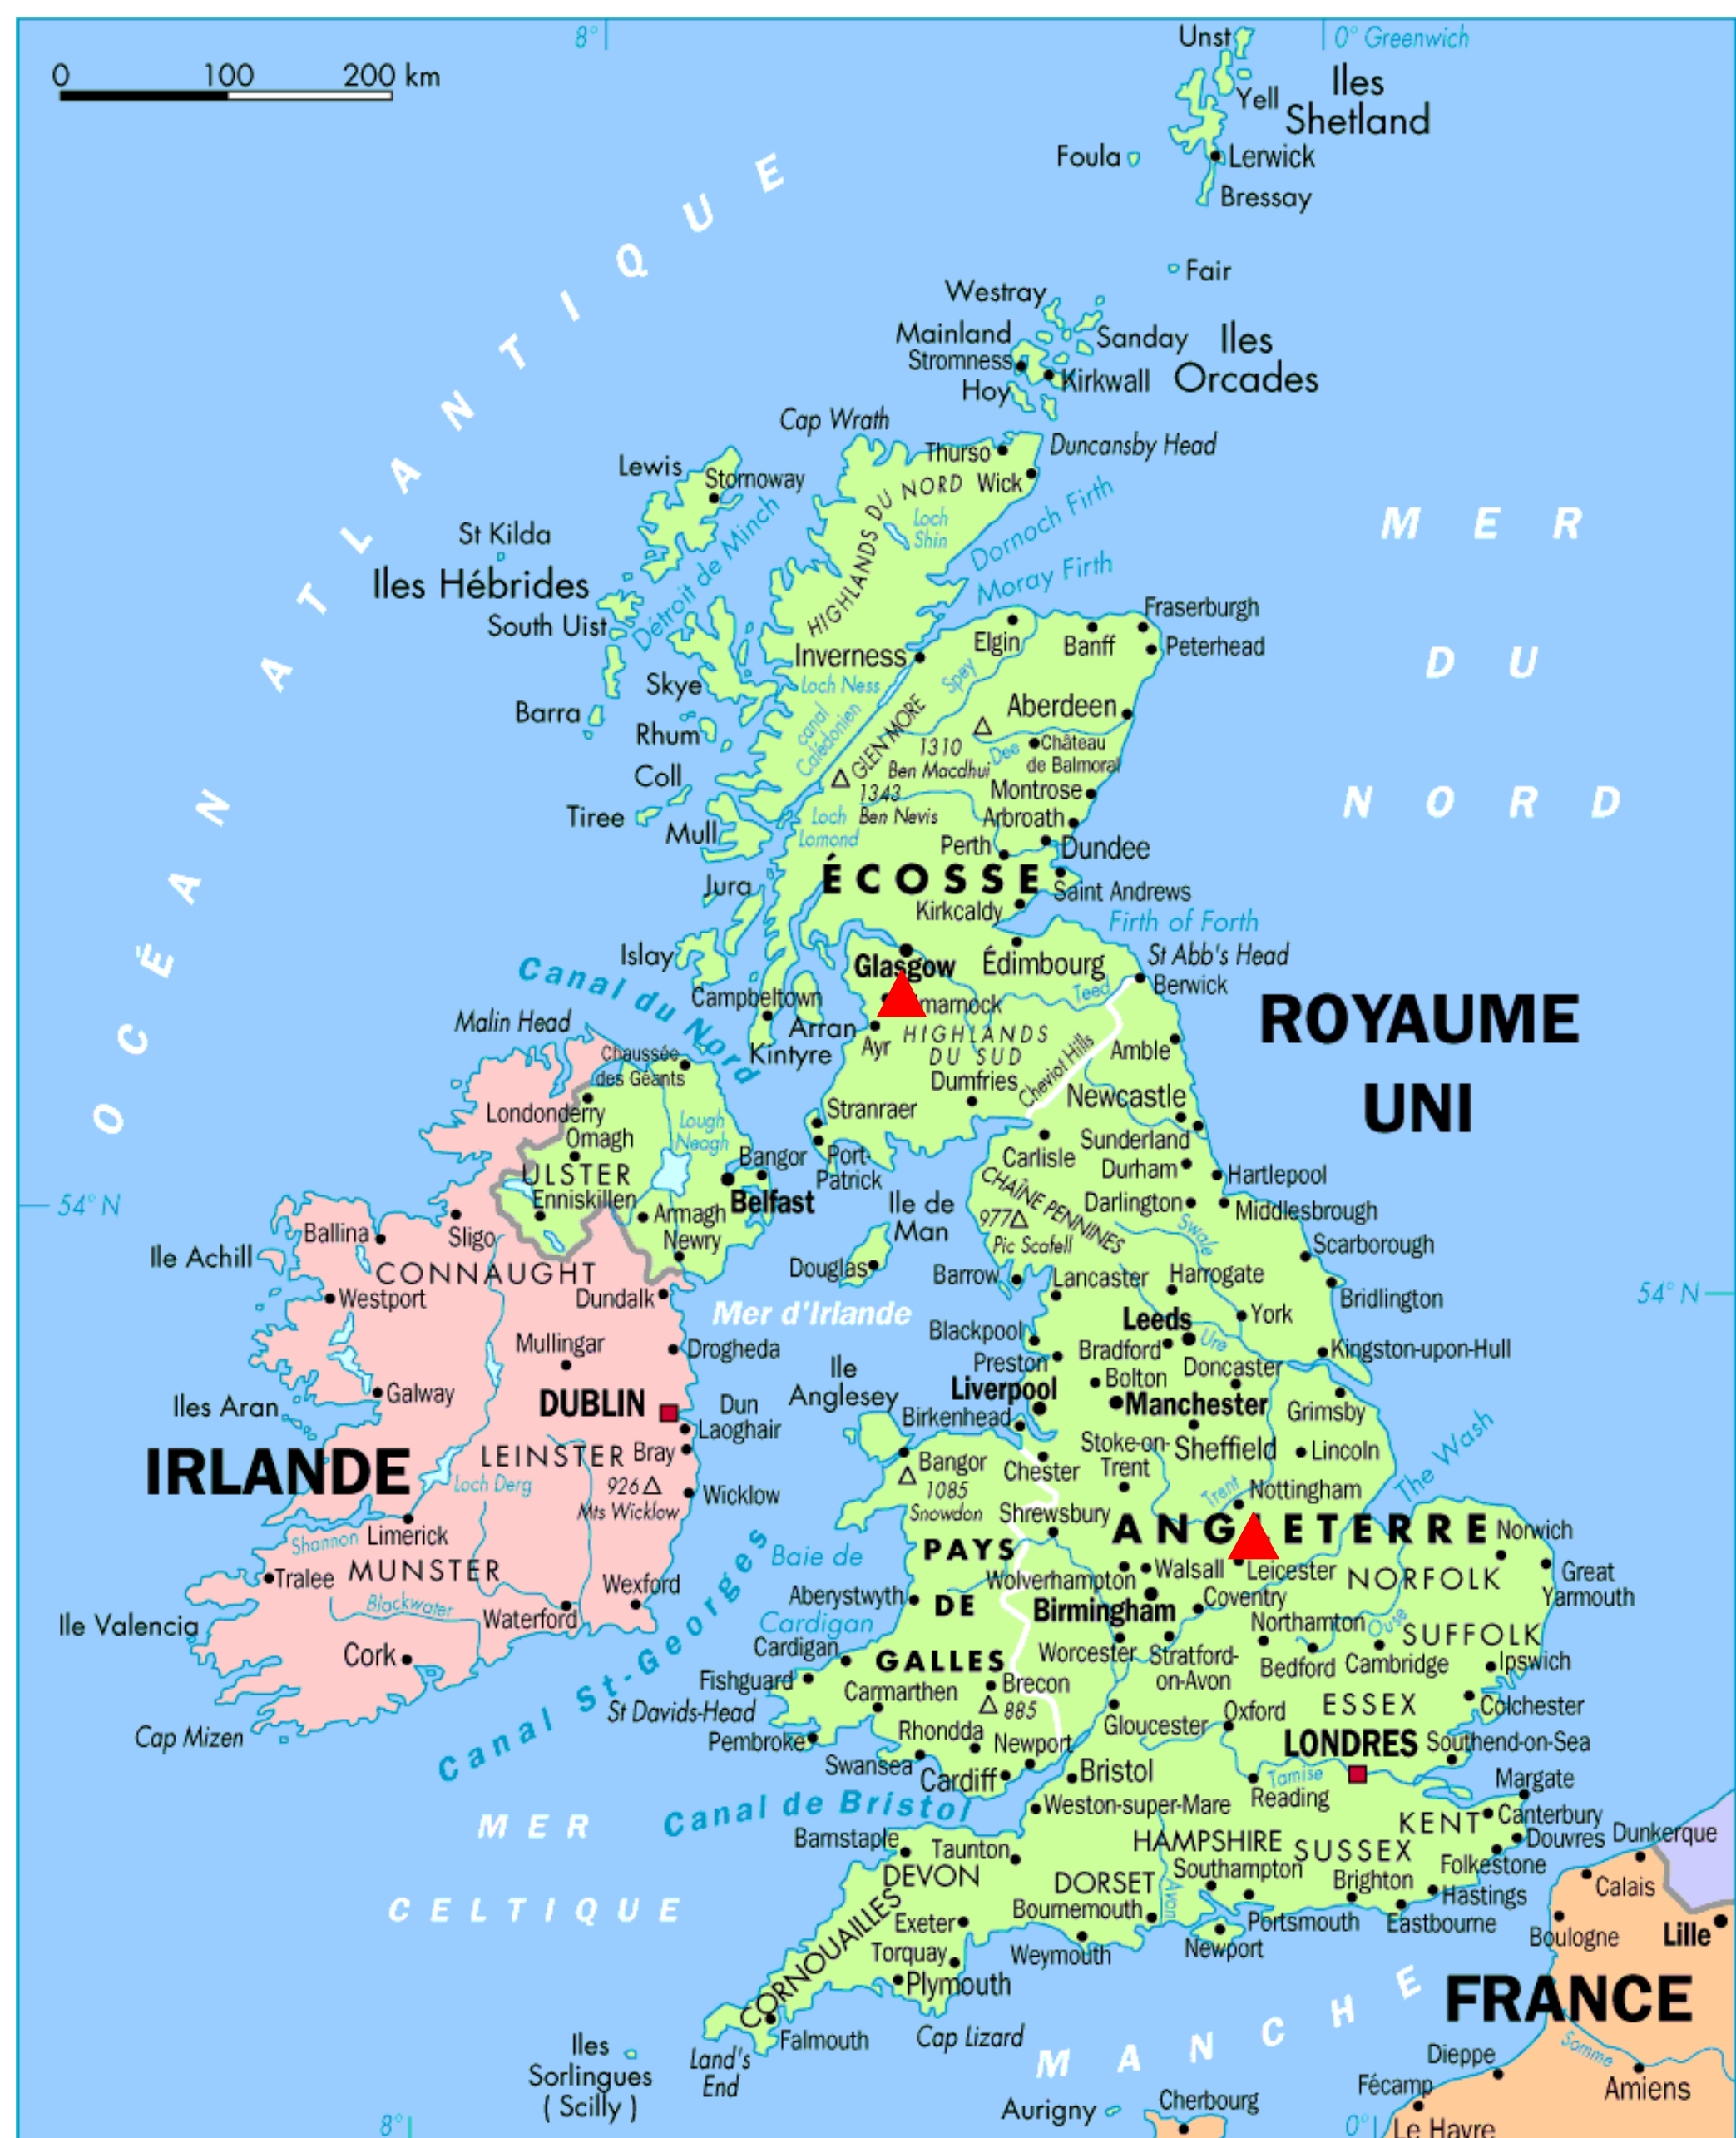 8°
0° Greenwich
0 100 200 km
Unst
Iles
Shetland
Yell
Foula
Lerwick
Bressay
Fair
OCÉAN ATLANTIQUE
Westray
Mainland
Sanday
Iles
Orcades
Stromness
Kirkwall
Hoy
Cap Wrath
Duncansby Head
Thurso
Wick
Lewis
Stornoway
HIGHLANDS DU NORD
Loch
Shin
Dornoch Firth
Moray Firth
MER
DU
NORD
St Kilda
Iles Hébrides
Détroit de Minch
South Uist
Fraserburgh
Elgin
Banff
Peterhead
Inverness
Skye
Loch Ness
Spey
Barra
Rhum
canal
Calédonien
GLEN MORE
Aberdeen
1310
Ben Macdhui
Dee
Château
de Balmoral
Coll
1343
Ben Nevis
Montrose
Tiree
Mull
Loch
Lomond
Arbroath
Perth
Dundee
ÉCOSSE
Jura
Saint Andrews
Kirkcaldy
Firth of Forth
Islay
Glasgow
Édimbourg
St Abb's Head
Canal du Nord
Campbeltown
marnock
Teed
Berwick
ROYAUME
UNI
Malin Head
Arran
Kintyre
Ayr
HIGHLANDS
DU SUD
Cheviot Hills
Amble
Chaussée
des Géants
Dumfries
Newcastle
Londonderry
Lough
Neagh
Stranraer
Omagh
Sunderland
Carlisle
Durham
ULSTER
Bangor
Port-
Patrick
Hartlepool
54° N
Enniskillen
Armagh
Belfast
Ile de
Man
CHAÎNE PENNINES
977
Pic Scafell
Darlington
Middlesbrough
Swale
Ballina
Sligo
Newry
Scarborough
Ile Achill
CONNAUGHT
Douglas
Barrow
Lancaster
Harrogate
54° N
Westport
Dundalk
Mer d'Irlande
Bridlington
Leeds
York
Mullingar
Drogheda
Blackpool
Bradford
Ure
Kingston-upon-Hull
Preston
Doncaster
Ile
Anglesey
Bolton
Galway
Liverpool
Iles Aran
DUBLIN
Dun
Laoghair
Birkenhead
Manchester
Grimsby
IRLANDE
LEINSTER
Bray
Bangor
1085
Snowdon
Chester
Stoke-on-
Trent
Sheffield
Lincoln
The Wash
Loch Derg
926
Mts Wicklow
Wicklow
Trent
Nottingham
Shannon
Limerick
Shrewsbury
ANGLETERRE
Norwich
MUNSTER
Baie de
Cardigan
PAYS
DE
GALLES
Wolverhampton
Walsall
Leicester
NORFOLK
Great
Yarmouth
Tralee
Wexford
Blackwater
Waterford
Aberystwyth
Birmingham
Coventry
Ile Valencia
Northamton
Ouse
SUFFOLK
Cork
Canal St-Georges
Cardigan
Worcester
Stratford-
on-Avon
Bedford
Cambridge
Ipswich
Fishguard
St Davids-Head
Carmarthen
Brecon
885
Gloucester
Oxford
ESSEX
Colchester
Cap Mizen
Pembroke
Rhondda
Newport
LONDRES
Southend-on-Sea
Swansea
Cardiff
Bristol
Tamise
Reading
Margate
Canal de Bristol
Weston-super-Mare
KENT
Canterbury
MER
CELTIQUE
Barnstaple
Taunton
HAMPSHIRE
SUSSEX
Douvres
Dunkerque
DEVON
DORSET
Southampton
Brighton
Folkestone
Calais
Bournemouth
Avon
Hastings
CORNOUAILLES
Exeter
Portsmouth
Eastbourne
Boulogne
Lille
Torquay
Weymouth
Newport
Plymouth
MANCHE
FRANCE
Falmouth
Cap Lizard
Iles
Sorlingues
( Scilly )
Land's
End
Somme
Dieppe
Amiens
Fécamp
Aurigny
Cherbourg
8°
0°
Le Havre